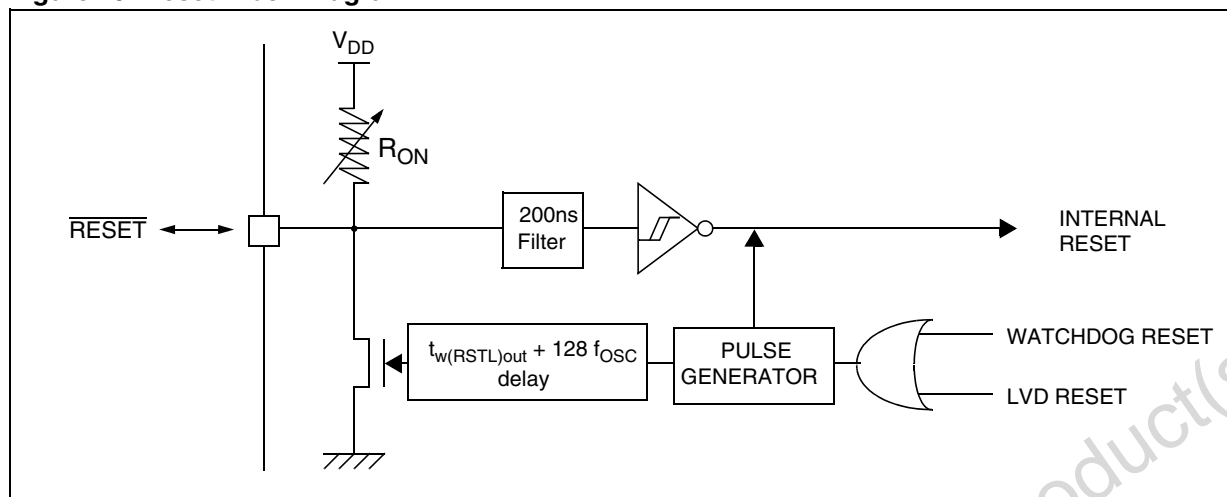 V_DD
R_ON
RESET
200ns
Filter
INTERNAL
RESET
t_w(RSTL)out + 128 f_OSC
delay
PULSE
GENERATOR
WATCHDOG RESET
LVD RESET